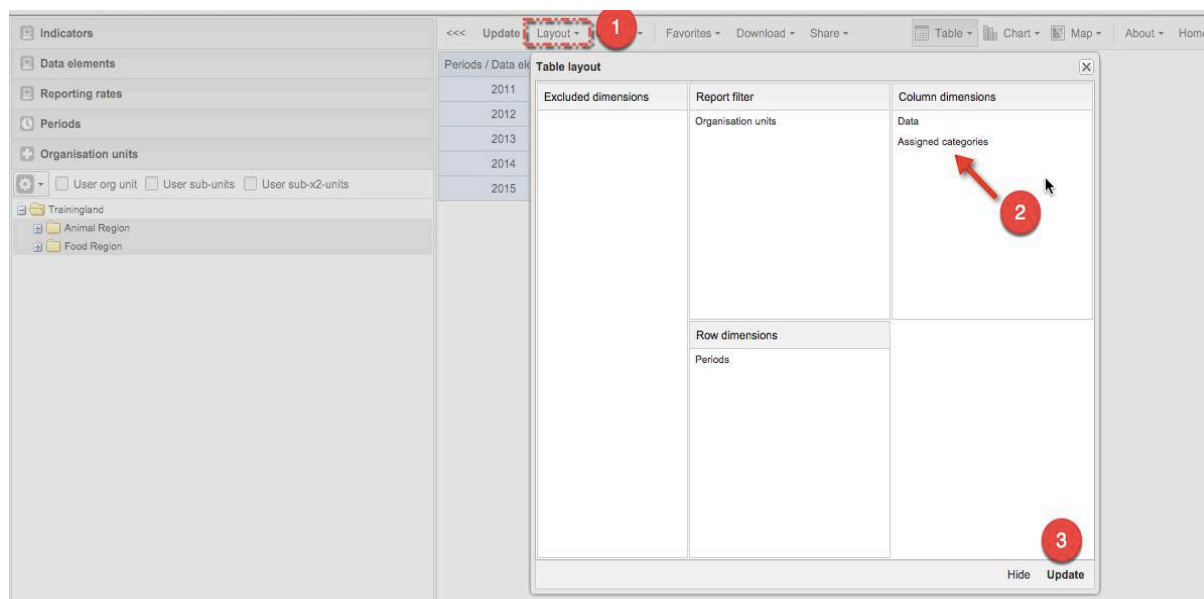 Indicators
Data elements
Reporting rates
Periods
Organisation units
User org unit User sub-units User sub-x2-units
Trainingland
Animal Region
Food Region
<<< Update Layout 1 Favorites Download Share Table Chart Map About Home
Periods / Data ele
2011
2012
2013
2014
2015
Table layout
Excluded dimensions Report filter Column dimensions
Organisation units Data
Assigned categories
2
Row dimensions
Periods
3
Hide Update